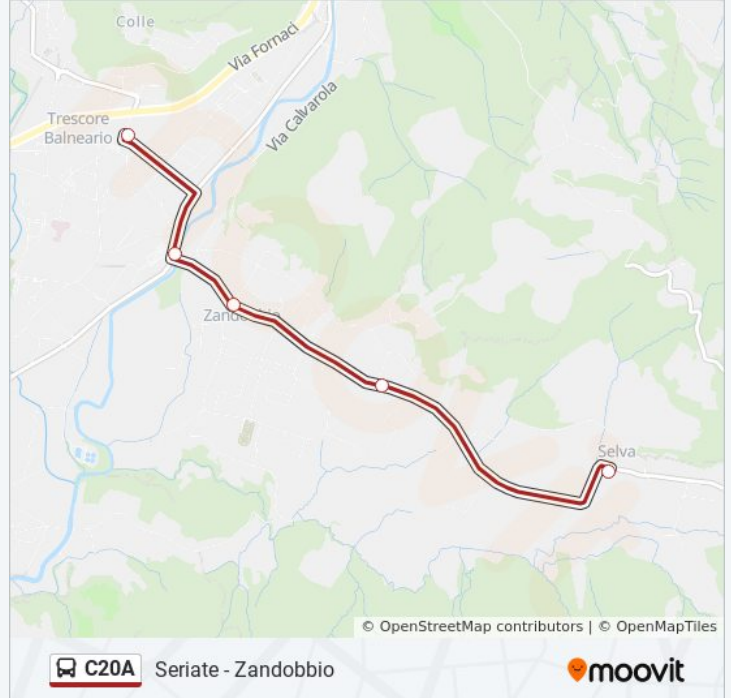 Colle
Via Fornaci
Via Calvarola
Trescore
Balneario
Zandobbio
Selva
© OpenStreetMap contributors | © OpenMapTiles
C20A Seriate - Zandobbio
moovit